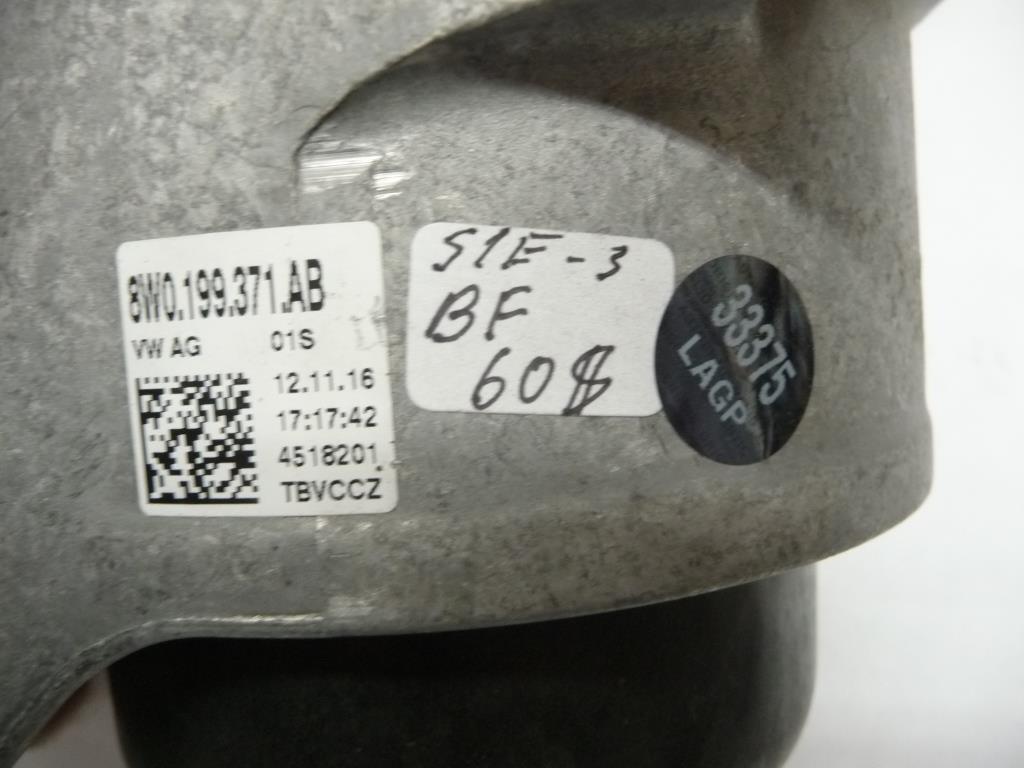 8W0.199.371.AB
VW AG 01S
12.11.16
17:17:42
4518201
TBVCCZ
S1E-3
BF
60$
33375
LAGP